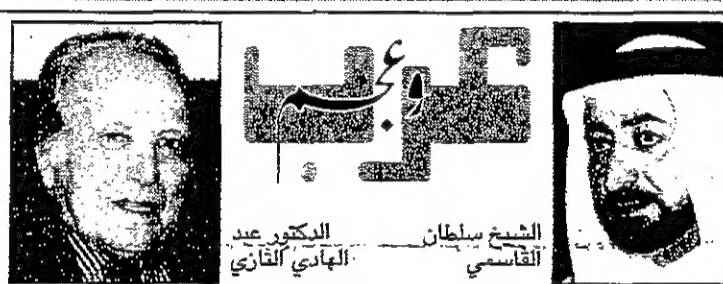 عرب وعجم
الشيخ سلطان
القاسمي
الدكتور عبد
الهادي التازي